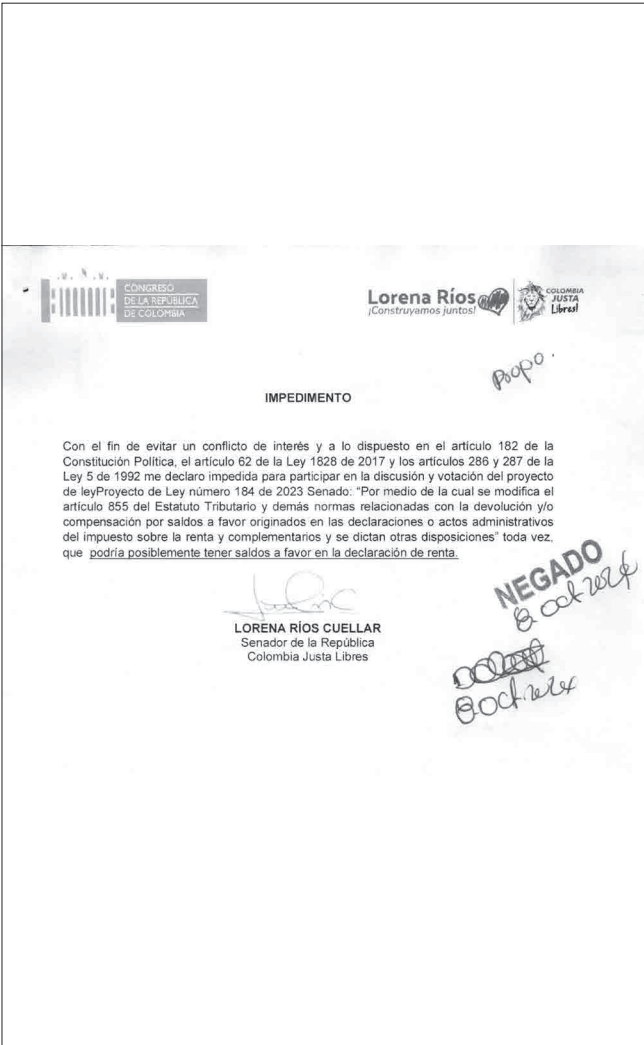 CONGRESO
DE LA REPÚBLICA
DE COLOMBIA
Lorena Ríos
¡Construyamos juntos!
COLOMBIA
JUSTA
Libres!
IMPEDIMENTO
Con el fin de evitar un conflicto de interés y a lo dispuesto en el artículo 182 de la
Constitución Política, el artículo 62 de la Ley 1828 de 2017 y los artículos 286 y 287 de la
Ley 5 de 1992 me declaro impedida para participar en la discusión y votación del proyecto
de leyProyecto de Ley número 184 de 2023 Senado: "Por medio de la cual se modifica el
artículo 855 del Estatuto Tributario y demás normas relacionadas con la devolución y/o
compensación por saldos a favor originados en las declaraciones o actos administrativos
del impuesto sobre la renta y complementarios y se dictan otras disposiciones" toda vez,
que podría posiblemente tener saldos a favor en la declaración de renta.
NEGADO
8 oct 2024
LORENA RÍOS CUELLAR
Senador de la República
Colombia Justa Libres
8 oct 2024